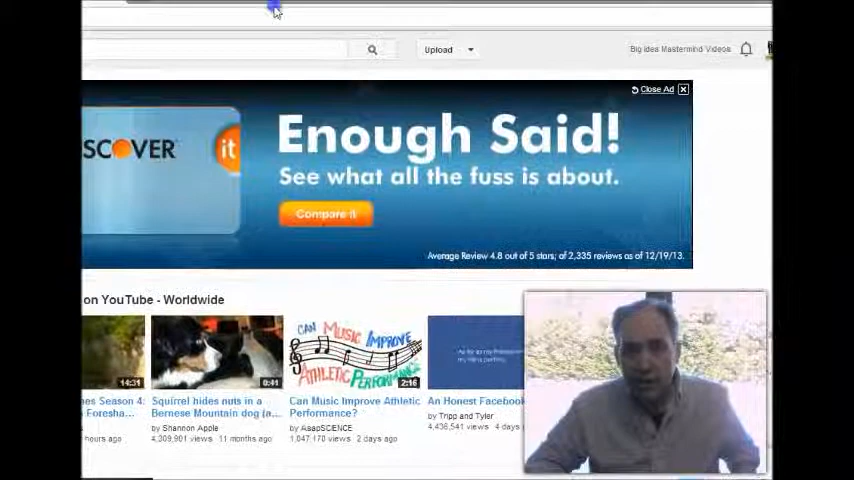 Upload
Big Idea Mastermind Videos
Close Ad
SCOVER it
Enough Said!
See what all the fuss is about.
Compare it
Average Review 4.8 out of 5 stars; of 2,335 reviews as of 12/19/13.
on YouTube - Worldwide
14:31
0:41
CAN MUSIC IMPROVE
ATHLETIC PERFORMANCE?
2:16
nes Season 4:
Foresha...
hours ago
Squirrel hides nuts in a
Bernese Mountain dog (a...
by Shannon Apple
4,309,901 views 11 months ago
Can Music Improve Athletic
Performance?
by AsapSCIENCE
1,047,170 views 2 days ago
An Honest Facebook
by Tripp and Tyler
4,436,541 views 4 days